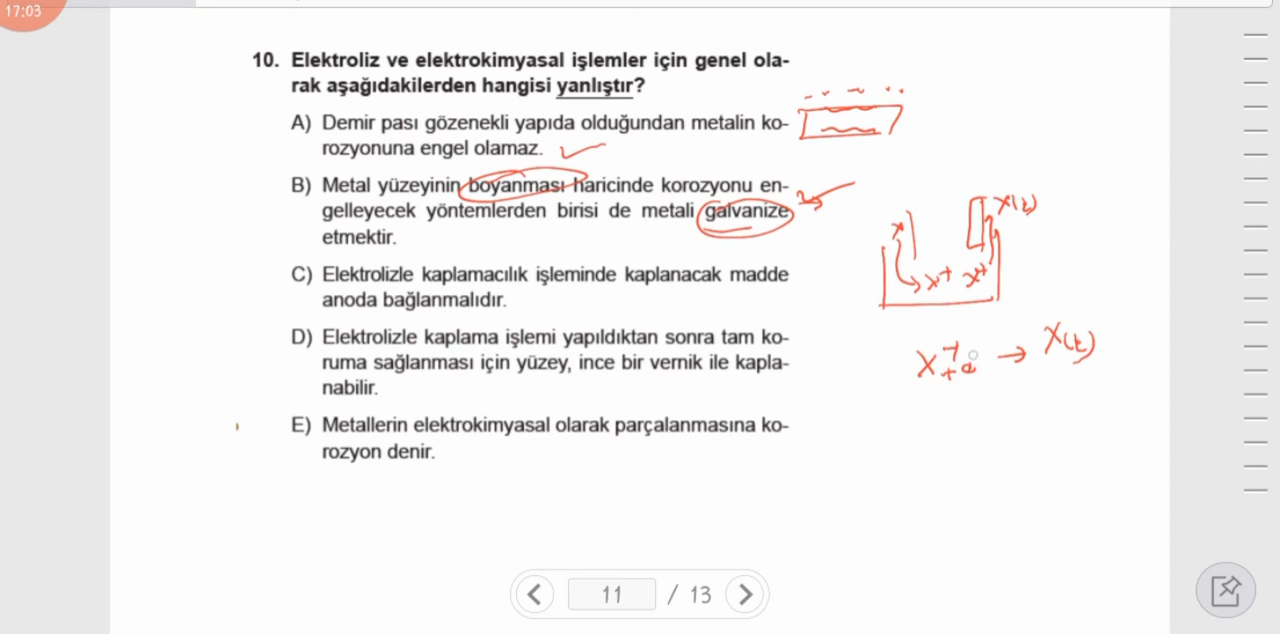 17:03
10. Elektroliz ve elektrokimyasal işlemler için genel ola-
rak aşağıdakilerden hangisi yanlıştır?
A) Demir pası gözenekli yapıda olduğundan metalin ko-
rozyonuna engel olamaz.
B) Metal yüzeyinin boyanması haricinde korozyonu en-
gelleyecek yöntemlerden birisi de metali galvanize
etmektir.
C) Elektrolizle kaplamacılık işleminde kaplanacak madde
anoda bağlanmalıdır.
D) Elektrolizle kaplama işlemi yapıldıktan sonra tam ko-
ruma sağlanması için yüzey, ince bir vernik ile kapla-
nabilir.
E) Metallerin elektrokimyasal olarak parçalanmasına ko-
rozyon denir.
X(k)
x
x+ x+
X+ → X(k)
11 / 13